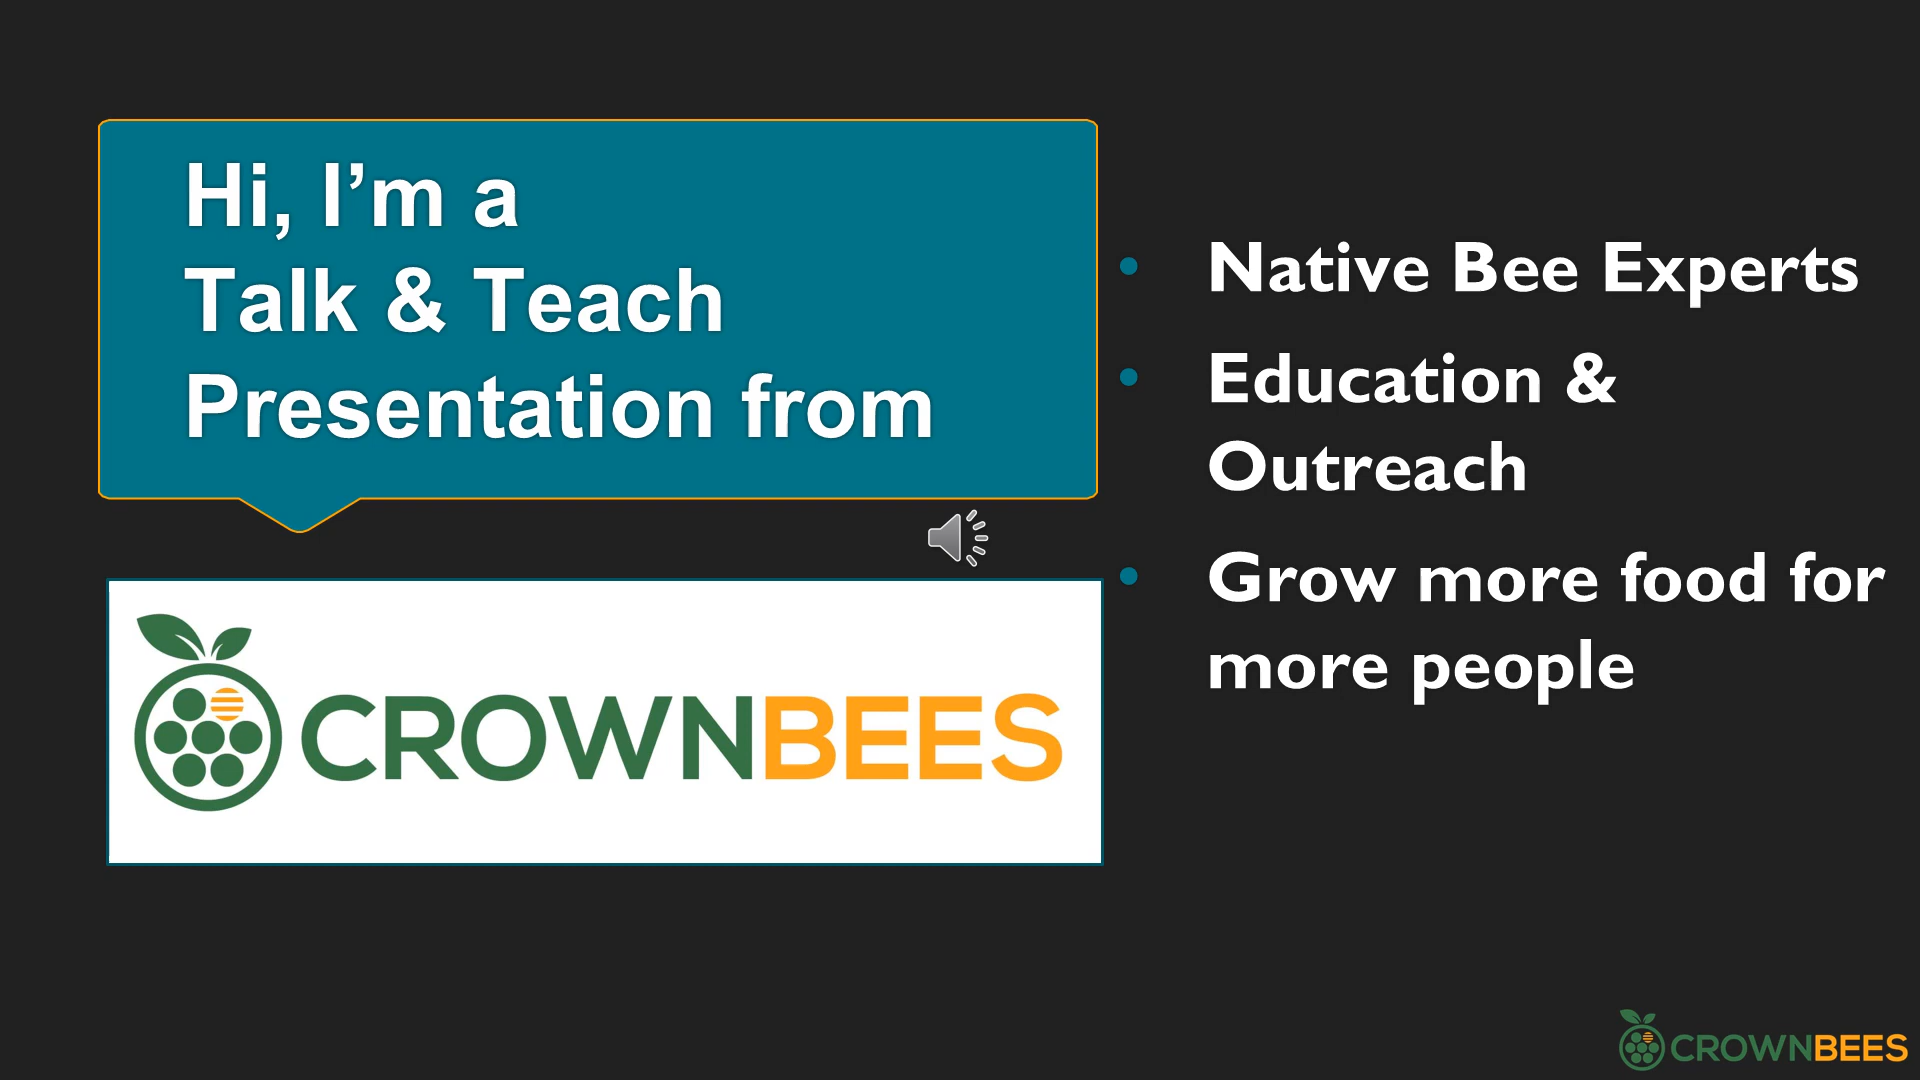 Hi, I’m a
Talk & Teach
Presentation from
CROWNBEES
• Native Bee Experts
• Education &
Outreach
• Grow more food for
more people
CROWNBEES